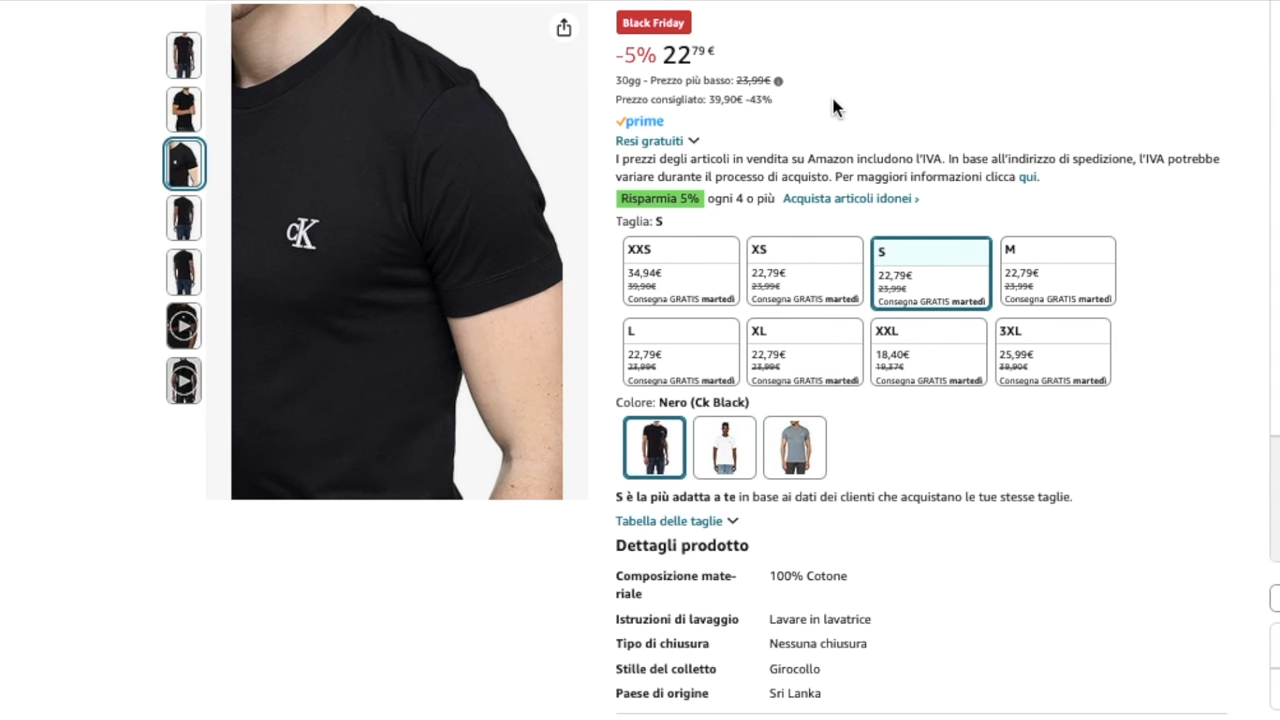 Black Friday
-5% 22,79 €
30gg - Prezzo più basso: 23,99€
Prezzo consigliato: 39,90€ -43%
prime
Resi gratuiti
I prezzi degli articoli in vendita su Amazon includono l'IVA. In base all'indirizzo di spedizione, l'IVA potrebbe
variare durante il processo di acquisto. Per maggiori informazioni clicca qui.
Risparmia 5% ogni 4 o più Acquista articoli idonei ›
Taglia: S
XXS XS S M
34,94€ 22,79€ 22,79€ 22,79€
39,90€ 23,99€ 23,99€ 23,99€
Consegna GRATIS martedì Consegna GRATIS martedì Consegna GRATIS martedì Consegna GRATIS martedì
L XL XXL 3XL
22,79€ 22,79€ 18,40€ 25,99€
23,99€ 23,99€ 19,37€ 39,90€
Consegna GRATIS martedì Consegna GRATIS martedì Consegna GRATIS martedì Consegna GRATIS martedì
Colore: Nero (Ck Black)
S è la più adatta a te in base ai dati dei clienti che acquistano le tue stesse taglie.
Tabella delle taglie
Dettagli prodotto
Composizione mate- 100% Cotone
riale
Istruzioni di lavaggio Lavare in lavatrice
Tipo di chiusura Nessuna chiusura
Stille del colletto Girocollo
Paese di origine Sri Lanka
cK